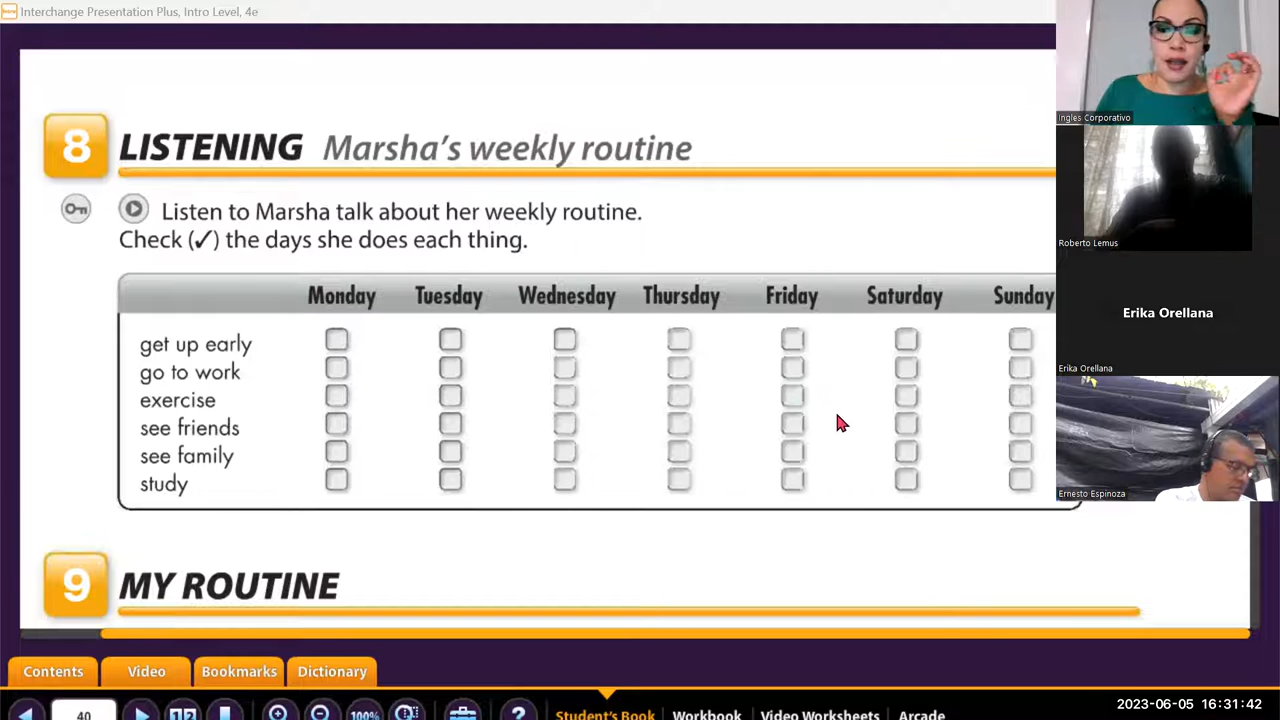 Interchange Presentation Plus, Intro Level, 4e
8 LISTENING Marsha's weekly routine
Listen to Marsha talk about her weekly routine.
Check (✓) the days she does each thing.
Monday Tuesday Wednesday Thursday Friday Saturday Sunday
get up early
go to work
exercise
see friends
see family
study
9 MY ROUTINE
Contents Video Bookmarks Dictionary
40 1 2 100% ? Student's Book Workbook Video Worksheets Arcade
Ingles Corporativo
Roberto Lemus
Erika Orellana
Erika Orellana
Ernesto Espinoza
2023-06-05 16:31:42